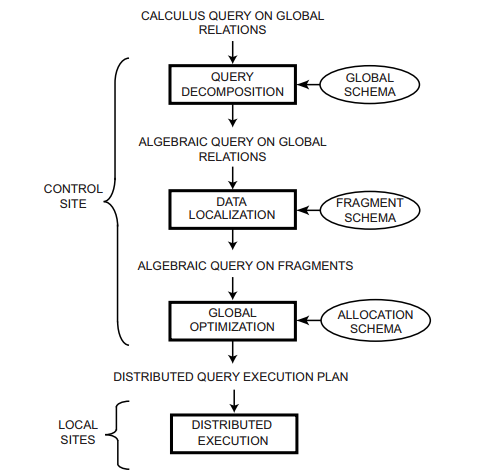 CALCULUS QUERY ON GLOBAL
RELATIONS
QUERY
DECOMPOSITION
GLOBAL
SCHEMA
ALGEBRAIC QUERY ON GLOBAL
RELATIONS
CONTROL
SITE
DATA
LOCALIZATION
FRAGMENT
SCHEMA
ALGEBRAIC QUERY ON FRAGMENTS
GLOBAL
OPTIMIZATION
ALLOCATION
SCHEMA
DISTRIBUTED QUERY EXECUTION PLAN
LOCAL
SITES
DISTRIBUTED
EXECUTION